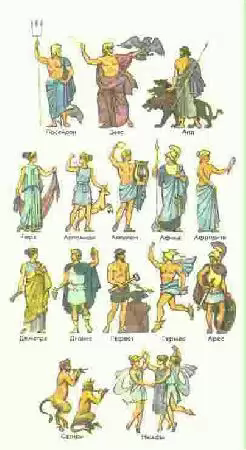 Посейдон Зевс Аид
Гера Артемида Аполлон Афина Афродита
Деметра Дионис Гефест Гермес Арес
Сатиры Нимфы